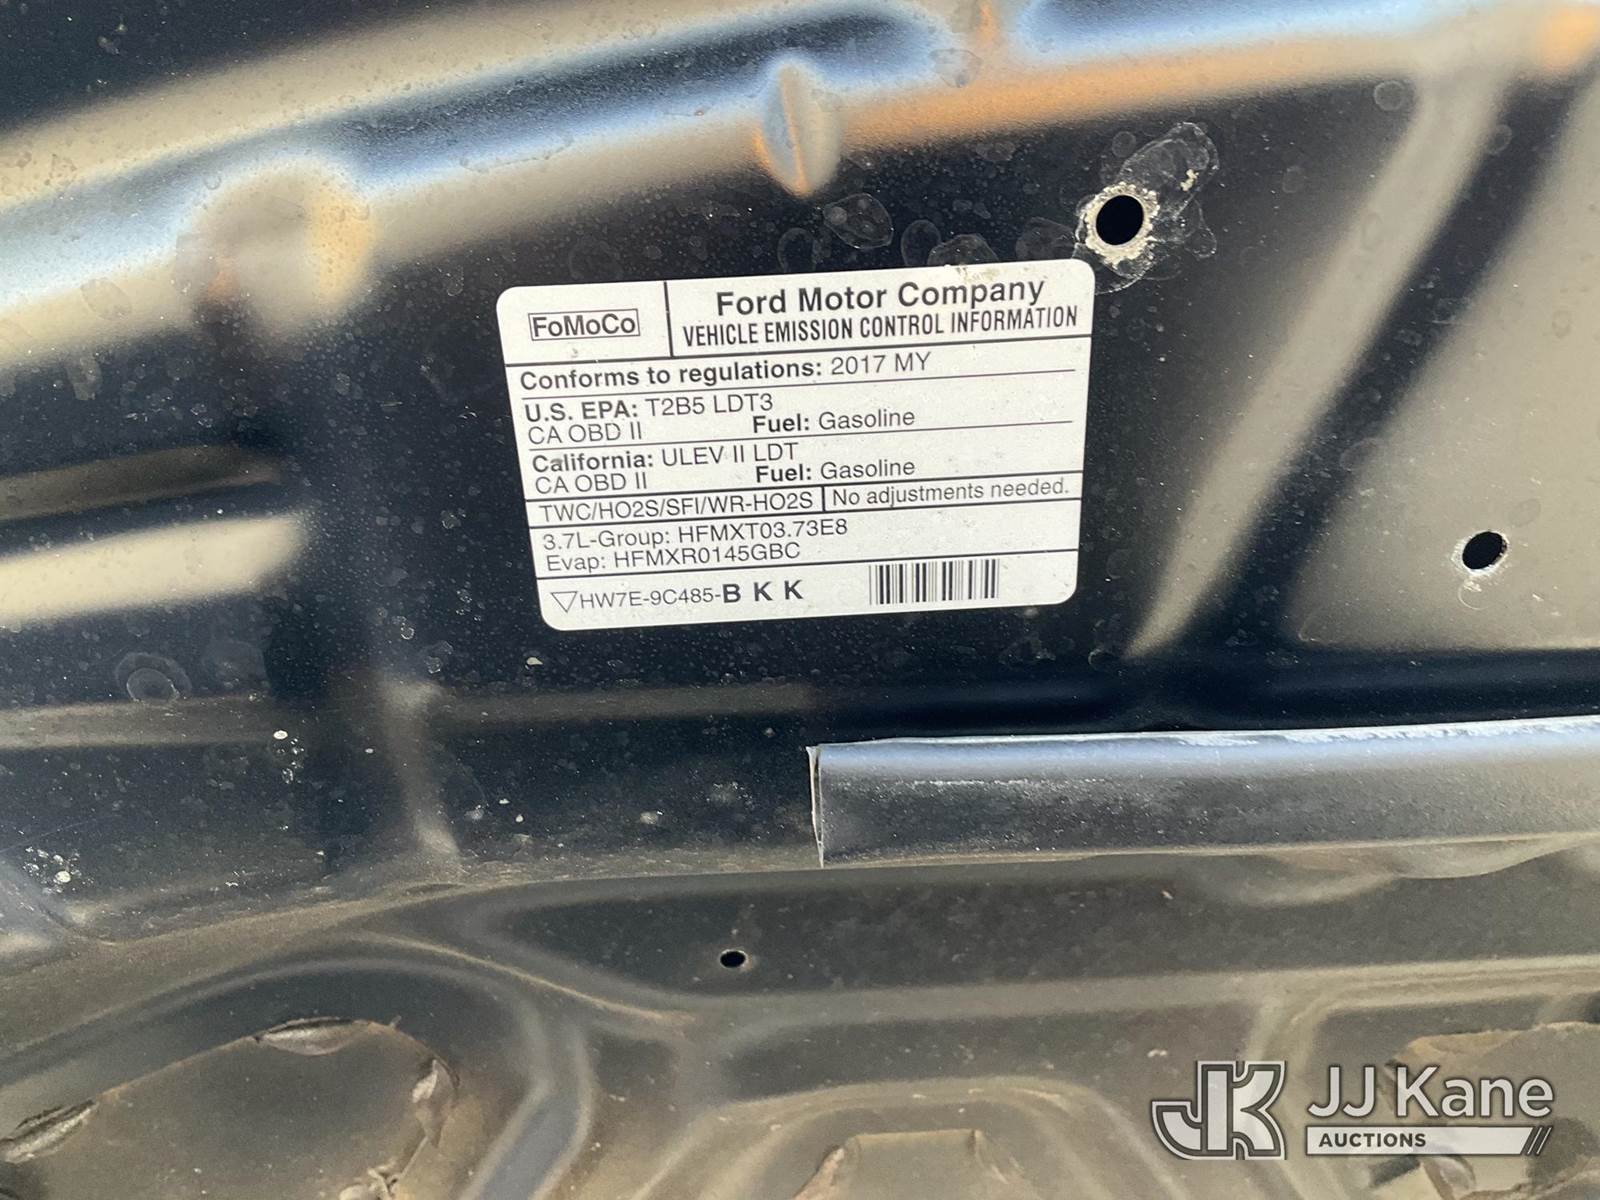 FoMoCo
Ford Motor Company
VEHICLE EMISSION CONTROL INFORMATION
Conforms to regulations: 2017 MY
U.S. EPA: T2B5 LDT3
CA OBD II Fuel: Gasoline
California: ULEV II LDT
CA OBD II Fuel: Gasoline
TWC/HO2S/SFI/WR-HO2S No adjustments needed.
3.7L-Group: HFMXT03.73E8
Evap: HFMXR0145GBC
HW7E-9C485-B K K
JK JJ Kane
AUCTIONS